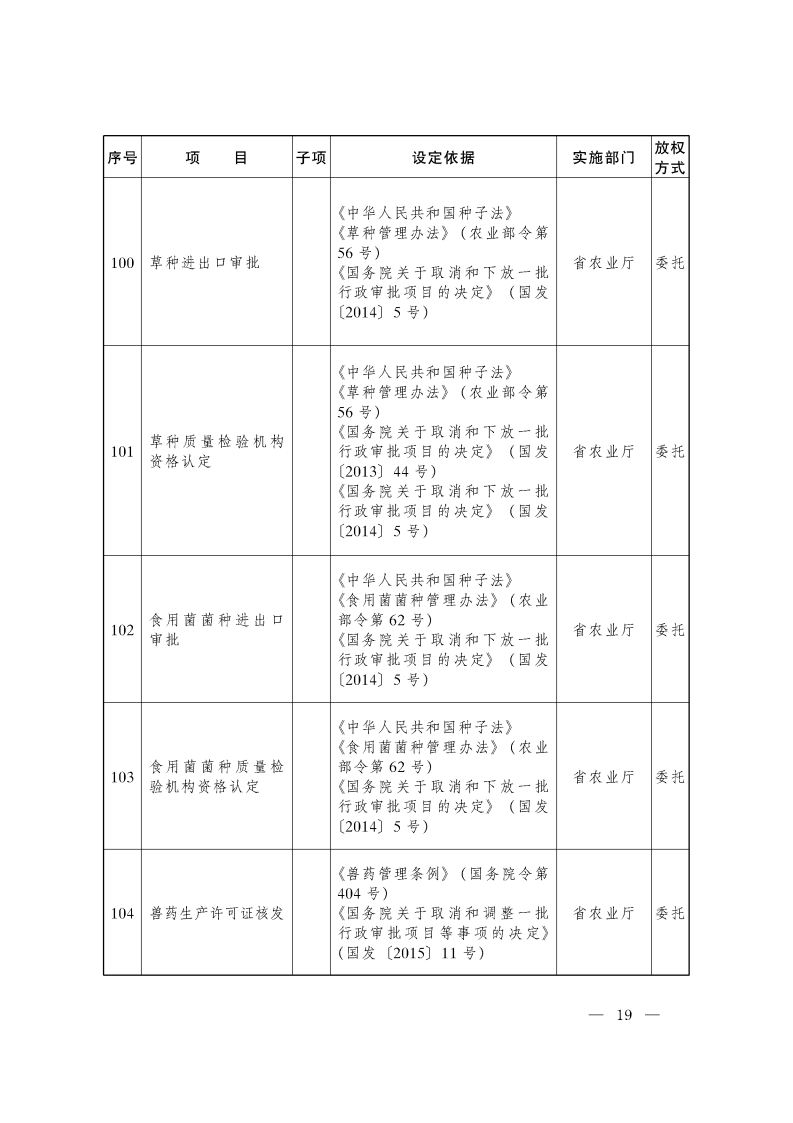 序号 项 目 子项 设定依据 实施部门 放权方式
100 草种进出口审批 《中华人民共和国种子法》
《草种管理办法》（农业部令第
56 号）
《国务院关于取消和下放一批
行政审批项目的决定》（国发
〔2014〕5 号） 省农业厅 委托
101 草种质量检验机构
资格认定 《中华人民共和国种子法》
《草种管理办法》（农业部令第
56 号）
《国务院关于取消和下放一批
行政审批项目的决定》（国发
〔2013〕44 号）
《国务院关于取消和下放一批
行政审批项目的决定》（国发
〔2014〕5 号） 省农业厅 委托
102 食用菌菌种进出口
审批 《中华人民共和国种子法》
《食用菌菌种管理办法》（农业
部令第 62 号）
《国务院关于取消和下放一批
行政审批项目的决定》（国发
〔2014〕5 号） 省农业厅 委托
103 食用菌菌种质量检
验机构资格认定 《中华人民共和国种子法》
《食用菌菌种管理办法》（农业
部令第 62 号）
《国务院关于取消和下放一批
行政审批项目的决定》（国发
〔2014〕5 号） 省农业厅 委托
104 兽药生产许可证核发 《兽药管理条例》（国务院令第
404 号）
《国务院关于取消和调整一批
行政审批项目等事项的决定》
（国发〔2015〕11 号） 省农业厅 委托
— 19 —